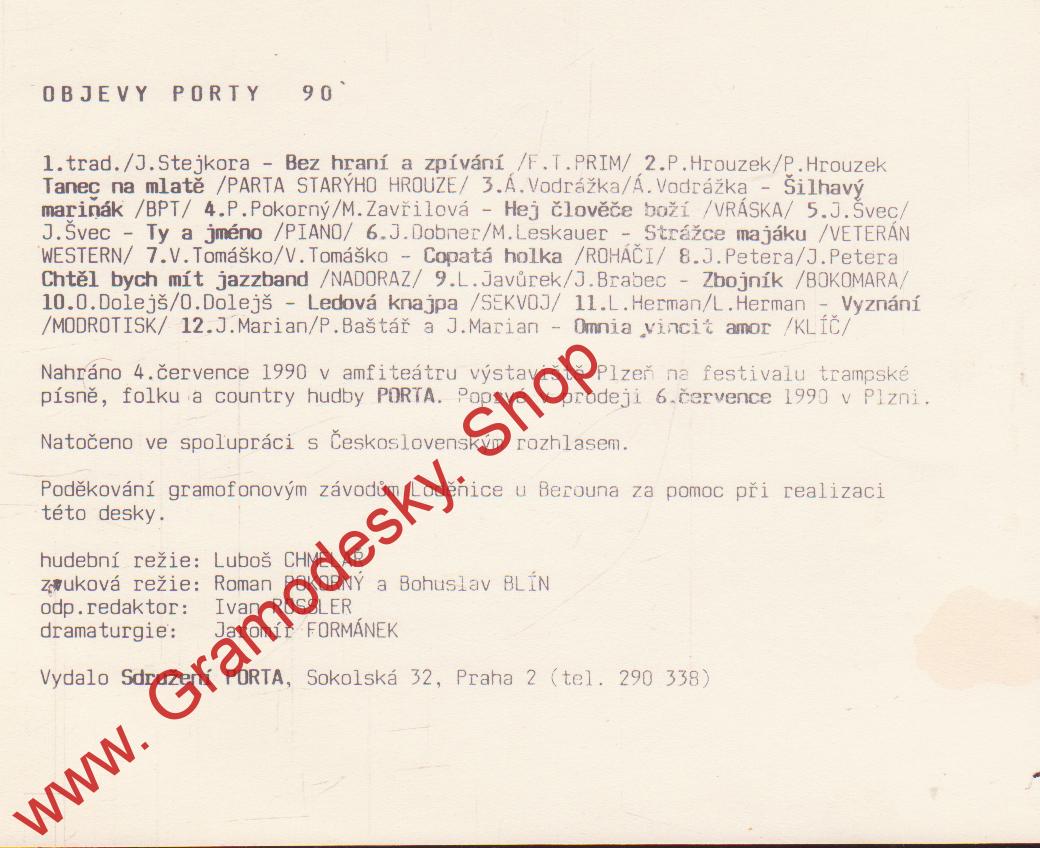 OBJEVY PORTY 90`
1.trad./J.Stejkora - Bez hraní a zpívání /F.T.PRIM/ 2.P.Hrouzek/P.Hrouzek
Tanec na mlatě /PARTA STARÝHO HROUZE/ 3.Á.Vodrážka/Á.Vodrážka - Šilhavý
mariňák /BPT/ 4.P.Pokorný/M.Zavřilová - Hej člověče boží /VRÁSKA/ 5.J.Švec/
J.Švec - Ty a jméno /PIANO/ 6.J.Dobner/M.Leskauer - Strážce majáku /VETERÁN
WESTERN/ 7.V.Tomáško/V.Tomáško - Copatá holka /ROHÁČI/ 8.J.Petera/J.Petera
Chtěl bych mít jazzband /NADORAZ/ 9.L.Javůrek/J.Brabec - Zbojník /BOKOMARA/
10.O.Dolejš/O.Dolejš - Ledová knajpa /SEKVOJ/ 11.L.Herman/L.Herman - Vyznání
/MODROTISK/ 12.J.Marian/P.Baštář a J.Marian - Omnia vincit amor /KLÍČ/
Nahráno 4.července 1990 v amfiteátru výstaviště Plzeň na festivalu trampské
písně, folku a country hudby PORTA. Poprvé v prodeji 6.července 1990 v Plzni.
Natočeno ve spolupráci s Československým rozhlasem.
Poděkování gramofonovým závodům Loděnice u Berouna za pomoc při realizaci
této desky.
hudební režie: Luboš CHMELAŘ
zvuková režie: Roman POKORNÝ a Bohuslav BLÍN
odp.redaktor: Ivan
dramaturgie: Jaromír FORMÁNEK
Vydalo Sdružení PORTA, Sokolská 32, Praha 2 (tel. 290 338)
www. Gramodesky. Shop